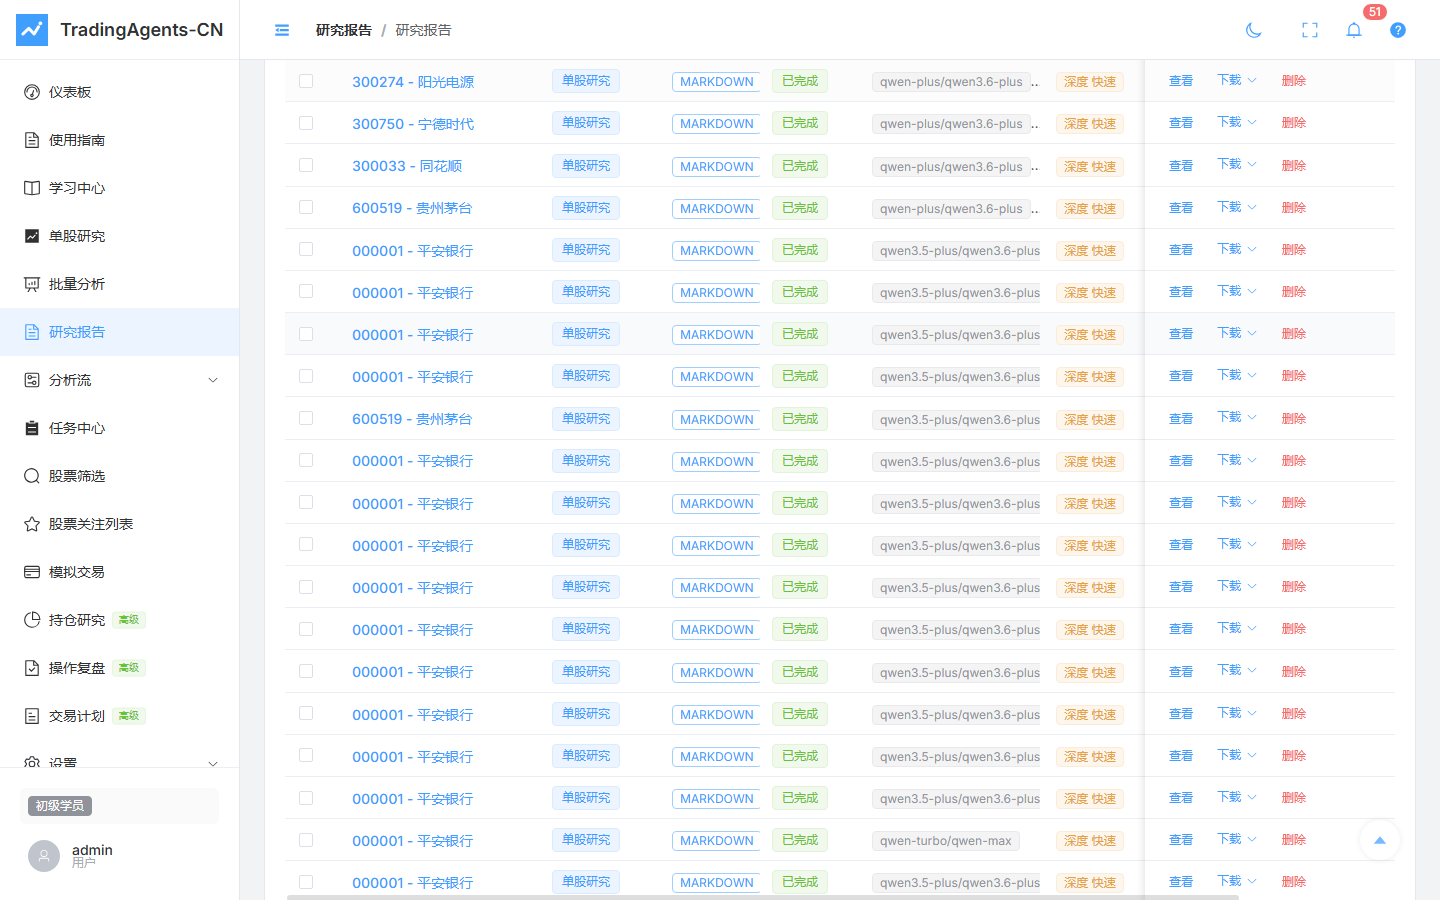 TradingAgents-CN
研究报告 / 研究报告
51
仪表板
使用指南
学习中心
单股研究
批量分析
研究报告
分析流
任务中心
股票筛选
股票关注列表
模拟交易
持仓研究 高级
操作复盘 高级
交易计划 高级
设置
初级学员
admin
用户
300274 - 阳光电源 单股研究 MARKDOWN 已完成 qwen-plus/qwen3.6-plus ... 深度 快速 查看 下载 删除
300750 - 宁德时代 单股研究 MARKDOWN 已完成 qwen-plus/qwen3.6-plus ... 深度 快速 查看 下载 删除
300033 - 同花顺 单股研究 MARKDOWN 已完成 qwen-plus/qwen3.6-plus ... 深度 快速 查看 下载 删除
600519 - 贵州茅台 单股研究 MARKDOWN 已完成 qwen-plus/qwen3.6-plus ... 深度 快速 查看 下载 删除
000001 - 平安银行 单股研究 MARKDOWN 已完成 qwen3.5-plus/qwen3.6-plus 深度 快速 查看 下载 删除
000001 - 平安银行 单股研究 MARKDOWN 已完成 qwen3.5-plus/qwen3.6-plus 深度 快速 查看 下载 删除
000001 - 平安银行 单股研究 MARKDOWN 已完成 qwen3.5-plus/qwen3.6-plus 深度 快速 查看 下载 删除
000001 - 平安银行 单股研究 MARKDOWN 已完成 qwen3.5-plus/qwen3.6-plus 深度 快速 查看 下载 删除
600519 - 贵州茅台 单股研究 MARKDOWN 已完成 qwen3.5-plus/qwen3.6-plus 深度 快速 查看 下载 删除
000001 - 平安银行 单股研究 MARKDOWN 已完成 qwen3.5-plus/qwen3.6-plus 深度 快速 查看 下载 删除
000001 - 平安银行 单股研究 MARKDOWN 已完成 qwen3.5-plus/qwen3.6-plus 深度 快速 查看 下载 删除
000001 - 平安银行 单股研究 MARKDOWN 已完成 qwen3.5-plus/qwen3.6-plus 深度 快速 查看 下载 删除
000001 - 平安银行 单股研究 MARKDOWN 已完成 qwen3.5-plus/qwen3.6-plus 深度 快速 查看 下载 删除
000001 - 平安银行 单股研究 MARKDOWN 已完成 qwen3.5-plus/qwen3.6-plus 深度 快速 查看 下载 删除
000001 - 平安银行 单股研究 MARKDOWN 已完成 qwen3.5-plus/qwen3.6-plus 深度 快速 查看 下载 删除
000001 - 平安银行 单股研究 MARKDOWN 已完成 qwen3.5-plus/qwen3.6-plus 深度 快速 查看 下载 删除
000001 - 平安银行 单股研究 MARKDOWN 已完成 qwen3.5-plus/qwen3.6-plus 深度 快速 查看 下载 删除
000001 - 平安银行 单股研究 MARKDOWN 已完成 qwen3.5-plus/qwen3.6-plus 深度 快速 查看 下载 删除
000001 - 平安银行 单股研究 MARKDOWN 已完成 qwen-turbo/qwen-max 深度 快速 查看 下载 删除
000001 - 平安银行 单股研究 MARKDOWN 已完成 qwen3.5-plus/qwen3.6-plus 深度 快速 查看 下载 删除